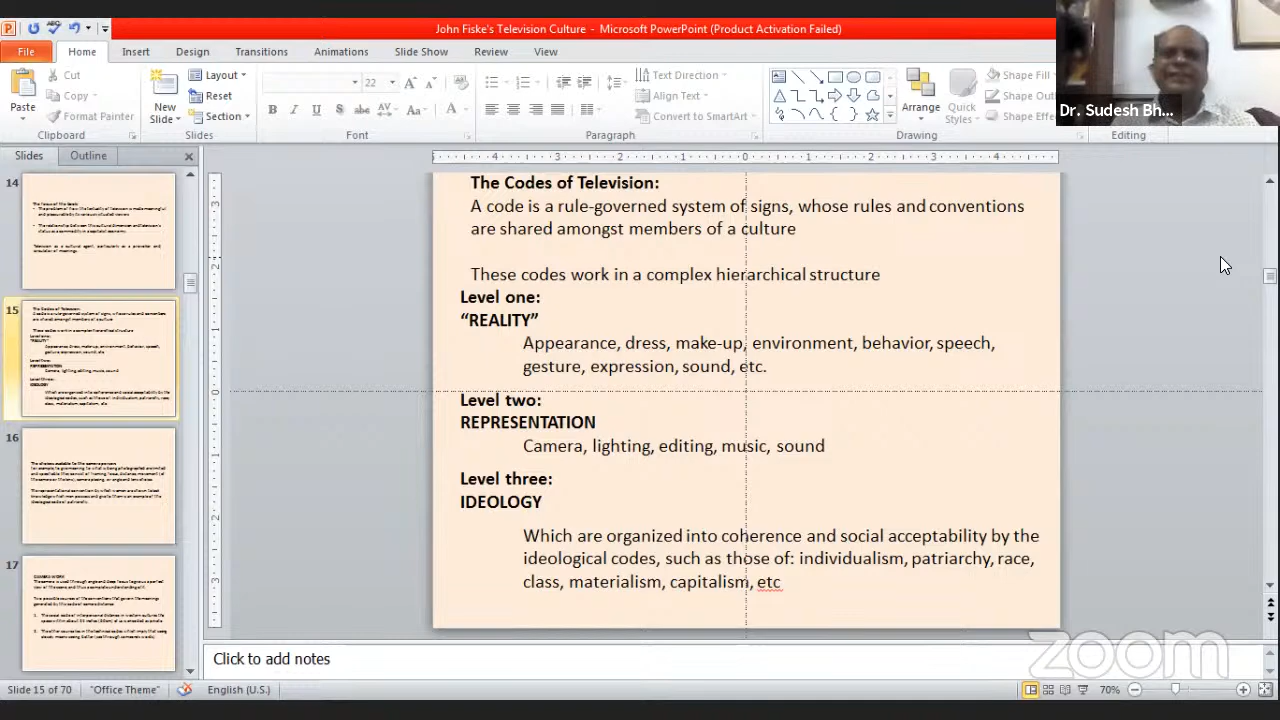 John Fiske's Television Culture - Microsoft PowerPoint (Product Activation Failed)
File Home Insert Design Transitions Animations Slide Show Review View
Cut
Copy
Format Painter
Paste
Clipboard
New
Slide
Layout
Reset
Section
Slides
22
Font
Text Direction
Align Text
Convert to SmartArt
Paragraph
Arrange
Quick
Styles
Shape Fill
Shape Out
Shape Effe
Drawing
Editing
Dr. Sudesh Bh...
Slides Outline
14
15
16
17
The Codes of Television:
A code is a rule-governed system of signs, whose rules and conventions
are shared amongst members of a culture
These codes work in a complex hierarchical structure
Level one:
“REALITY”
Appearance, dress, make-up, environment, behavior, speech,
gesture, expression, sound, etc.
Level two:
REPRESENTATION
Camera, lighting, editing, music, sound
Level three:
IDEOLOGY
Which are organized into coherence and social acceptability by the
ideological codes, such as those of: individualism, patriarchy, race,
class, materialism, capitalism, etc
Click to add notes
zoom
Slide 15 of 70 "Office Theme" English (U.S.) 70%